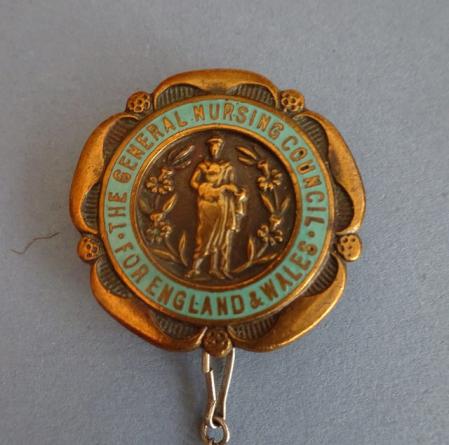 · THE GENERAL NURSING COUNCIL ·
FOR ENGLAND & WALES